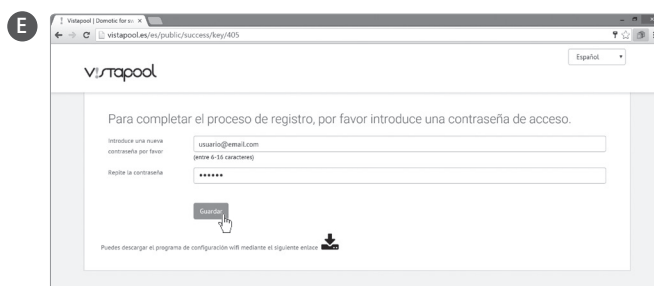 E
Vistapool | Domotic for sw
vistapool.es/es/public/success/key/405
Español
vistapool
Para completar el proceso de registro, por favor introduce una contraseña de acceso.
Introduce una nueva
contraseña por favor
usuario@email.com
(entre 6-16 caracteres)
Repite la contraseña
Guardar
Puedes descargar el programa de configuración wifi mediante el siguiente enlace